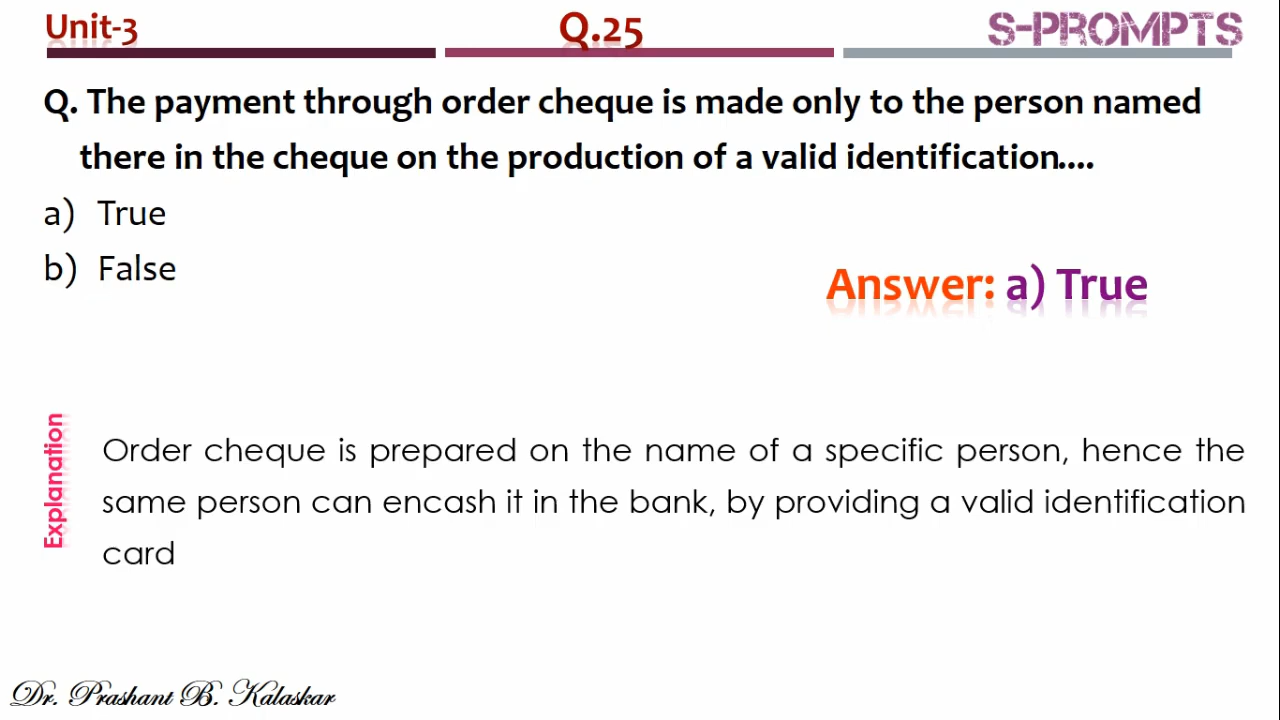 Unit-3
Q.25
S-PROMPTS
Q. The payment through order cheque is made only to the person named
there in the cheque on the production of a valid identification....
a) True
b) False
Answer: a) True
Explanation
Order cheque is prepared on the name of a specific person, hence the
same person can encash it in the bank, by providing a valid identification
card
Dr. Prashant B. Kalaskar